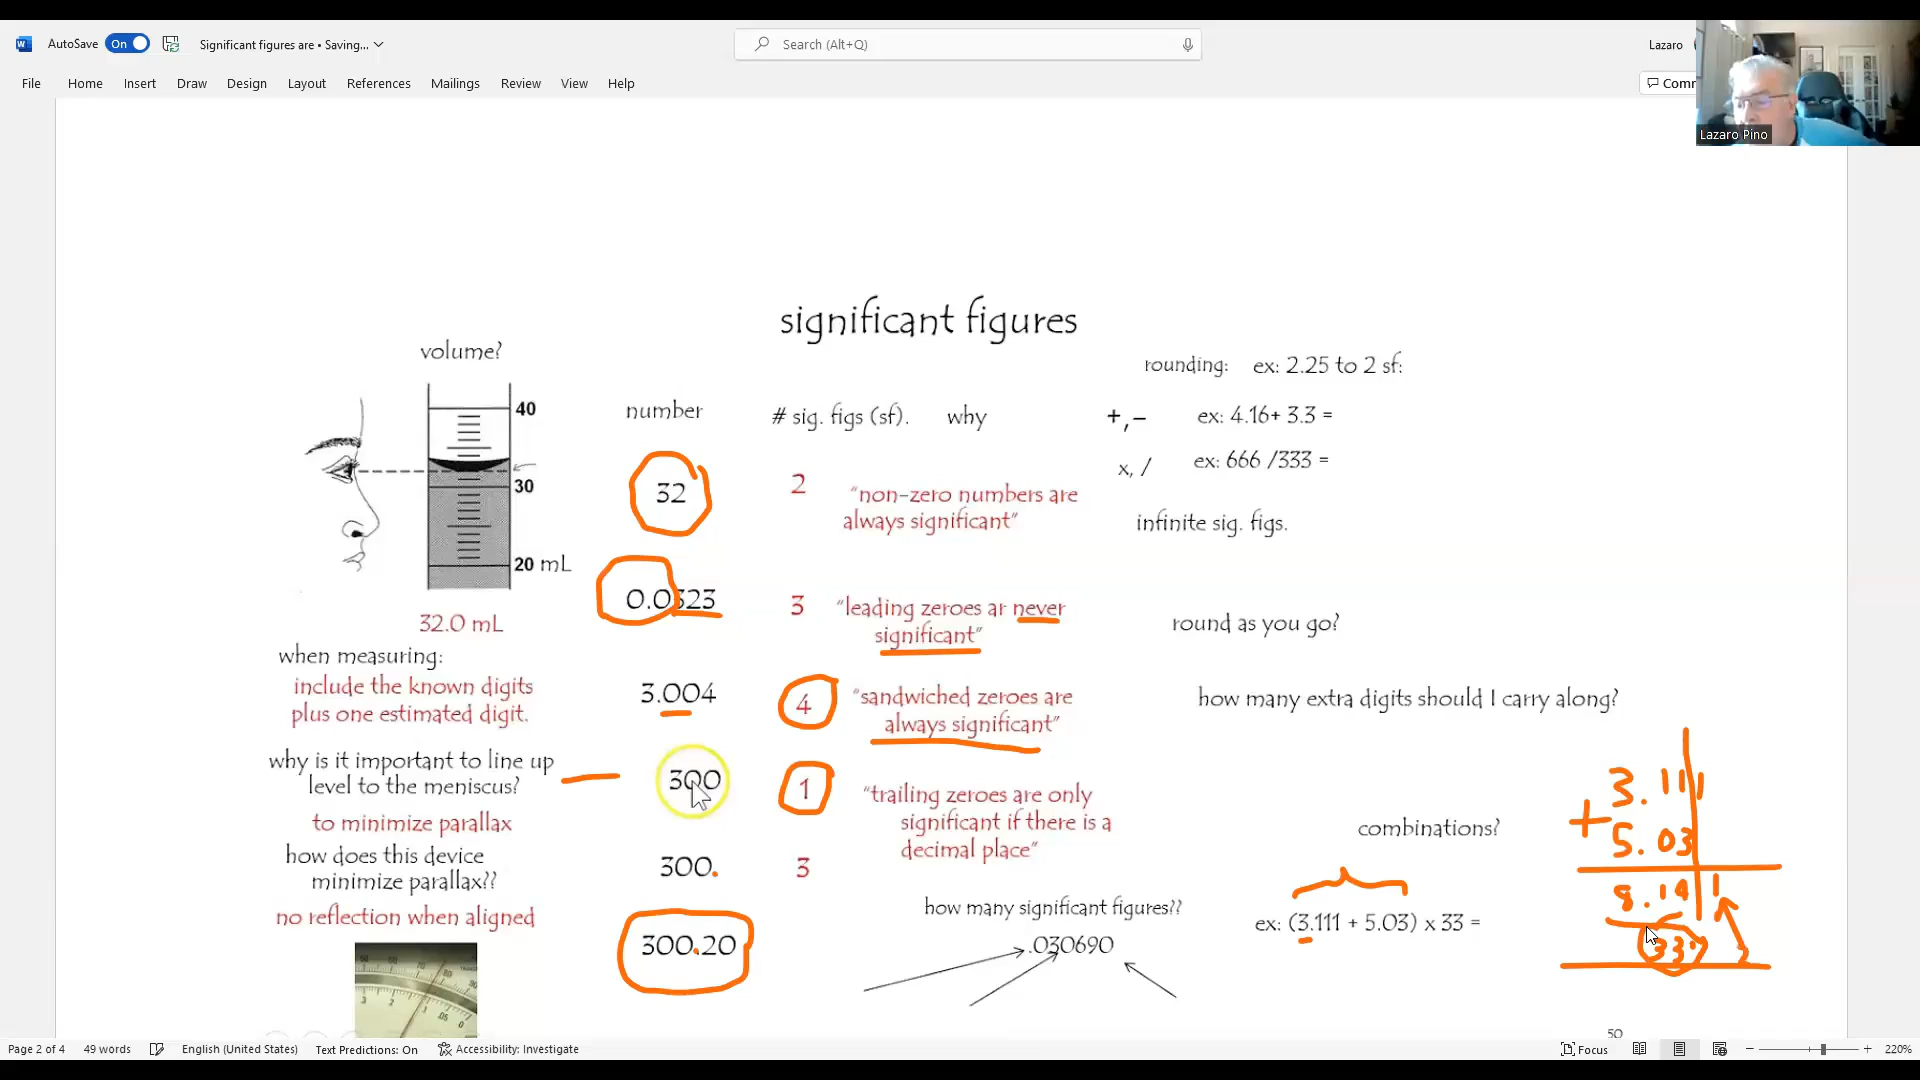 AutoSave On Significant figures are • Saving... Search (Alt+Q) Lazaro
File Home Insert Draw Design Layout References Mailings Review View Help Comm
Lazaro Pino
significant figures
volume?
40
30
20 mL
32.0 mL
when measuring:
include the known digits
plus one estimated digit.
why is it important to line up
level to the meniscus?
to minimize parallax
how does this device
minimize parallax??
no reflection when aligned
number # sig. figs (sf). why
32 2 "non-zero numbers are
always significant"
0.0323 3 "leading zeroes ar never
significant"
3.004 4 "sandwiched zeroes are
always significant"
300 1 "trailing zeroes are only
significant if there is a
decimal place"
300. 3
300.20
how many significant figures??
.030690
rounding: ex: 2.25 to 2 sf:
+,- ex: 4.16+ 3.3 =
x, / ex: 666 /333 =
infinite sig. figs.
round as you go?
how many extra digits should I carry along?
combinations?
ex: (3.111 + 5.03) x 33 =
3.111
+ 5.03
8.141
33
50
Page 2 of 4 49 words English (United States) Text Predictions: On Accessibility: Investigate Focus 220%